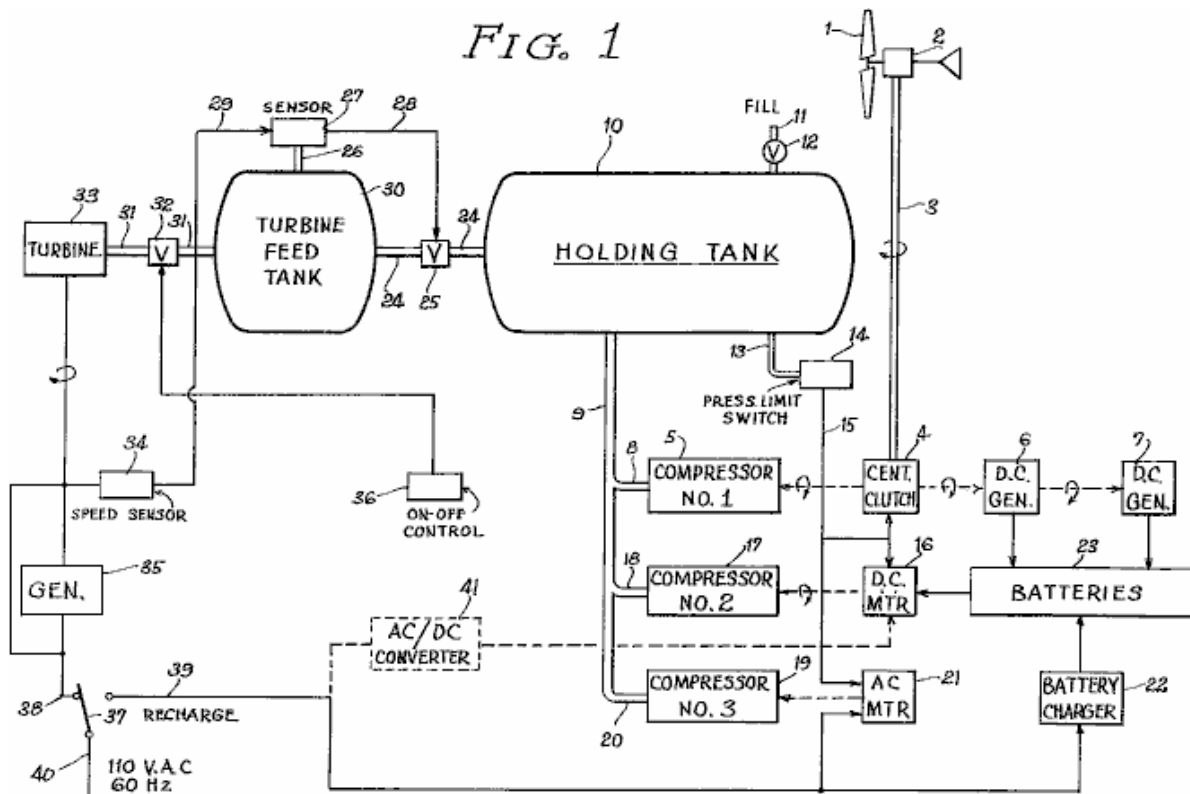 FIG. 1
1
2
3
29
SENSOR
27
28
26
30
10
FILL
11
12
V
33
TURBINE
31
32
V
31
TURBINE
FEED
TANK
24
V
25
24
HOLDING TANK
13
14
PRESS. LIMIT
SWITCH
15
9
34
SPEED SENSOR
36
ON-OFF
CONTROL
8
5
COMPRESSOR
NO. 1
4
CENT.
CLUTCH
6
D.C.
GEN.
7
D.C.
GEN.
35
GEN.
18
17
COMPRESSOR
NO. 2
16
D.C.
MTR
23
BATTERIES
41
AC/DC
CONVERTER
38
37
39
RECHARGE
20
19
COMPRESSOR
NO. 3
21
AC
MTR
BATTERY
CHARGER
22
40
110 V.A.C
60 HZ